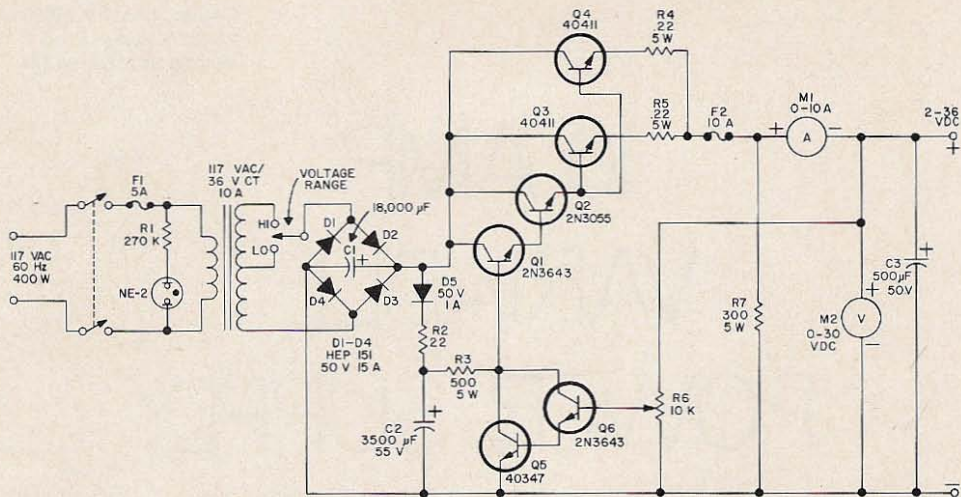 Q4
40411
R4
.22
5 W
Q3
40411
R5
.22
5 W
F2
10 A
M1
0-10A
+
A
−
2-36
VDC
+
117 VAC/
36 V CT
10 A
VOLTAGE
RANGE
F1
5A
R1
270 K
NE-2
117 VAC
60 Hz
400 W
HI
LO
18,000 µF
D1
D2
C1
+
D4
D3
D1-D4
HEP 151
50 V 15 A
D5
50 V
1 A
R2
22
R3
500
5 W
C2
3500 µF
55 V
+
Q2
2N3055
Q1
2N3643
Q6
2N3643
Q5
40347
R6
10 K
R7
300
5 W
+
V
−
M2
0-30
VDC
C3
500µF
50V
+
−